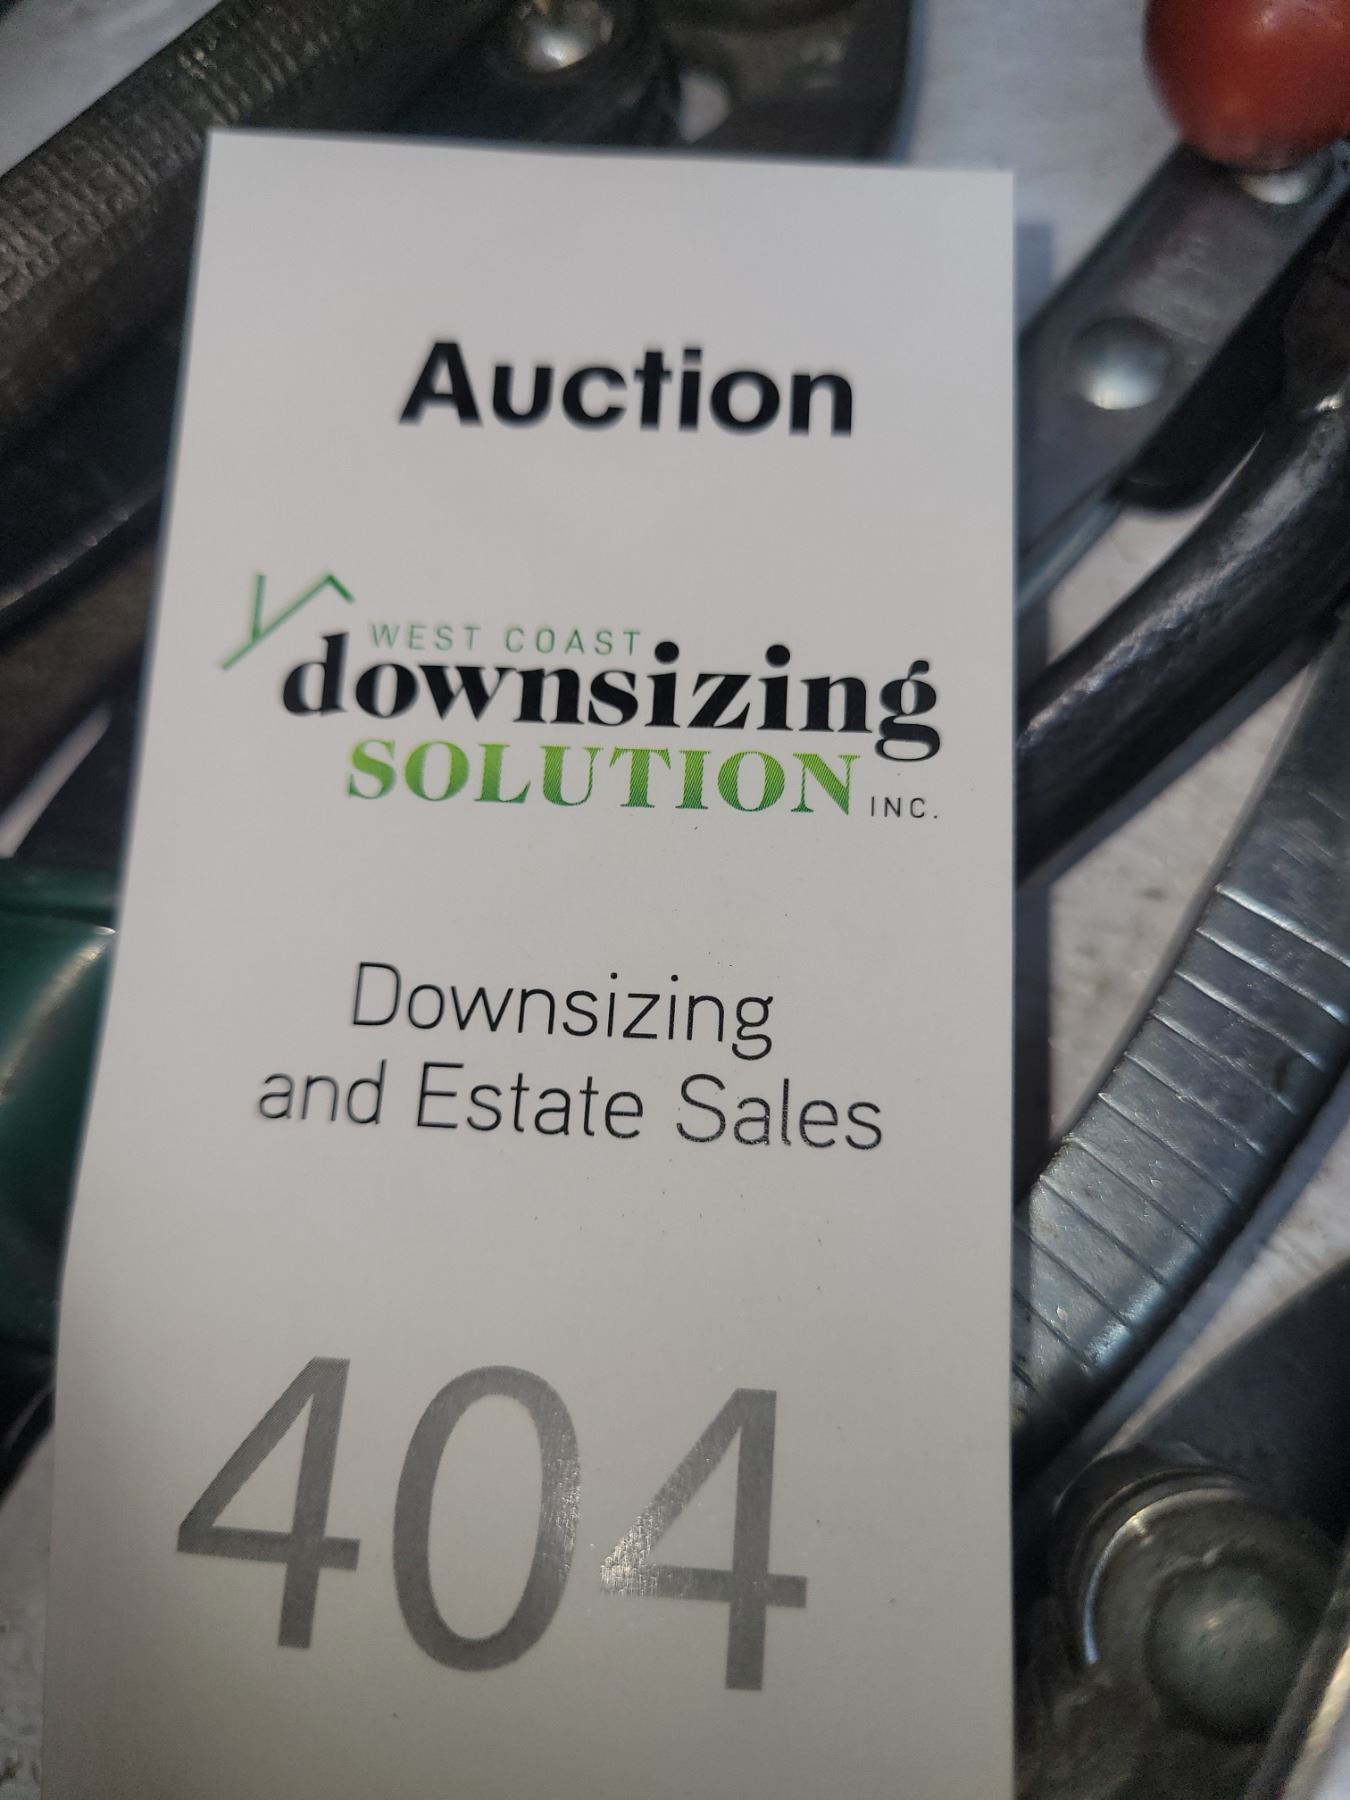 Auction
WEST COAST
downsizing
SOLUTION INC.
Downsizing
and Estate Sales
404